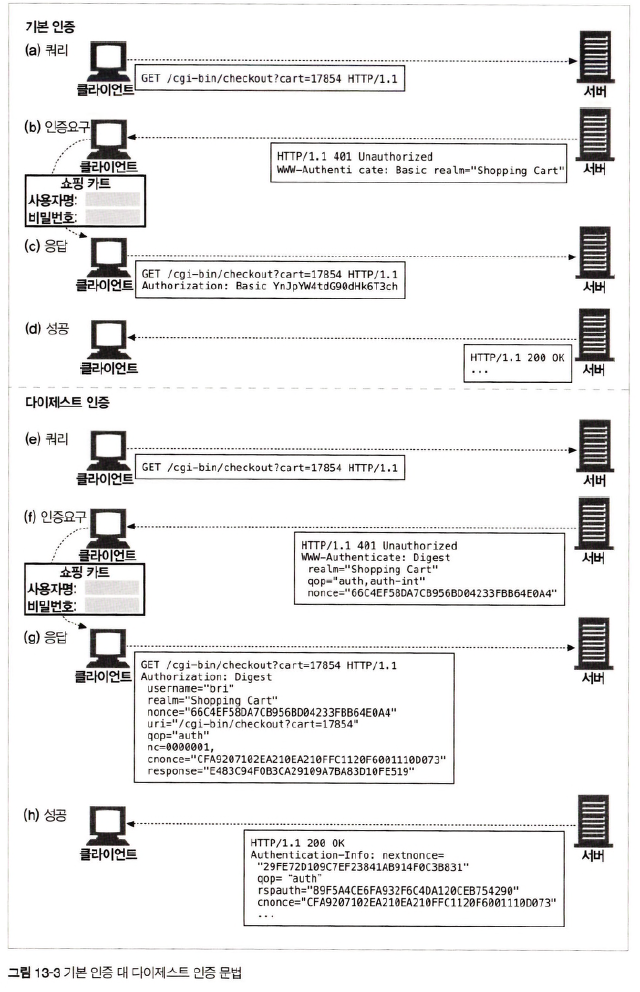 기본 인증
(a) 쿼리
클라이언트
GET /cgi-bin/checkout?cart=17854 HTTP/1.1
서버
(b) 인증요구
클라이언트
HTTP/1.1 401 Unauthorized
WWW-Authenti cate: Basic realm="Shopping Cart"
서버
쇼핑 카트
사용자명:
비밀번호:
(c) 응답
클라이언트
GET /cgi-bin/checkout?cart=17854 HTTP/1.1
Authorization: Basic YnJpYW4tdG90dHk6T3ch
서버
(d) 성공
클라이언트
HTTP/1.1 200 OK
...
서버
다이제스트 인증
(e) 쿼리
클라이언트
GET /cgi-bin/checkout?cart=17854 HTTP/1.1
서버
(f) 인증요구
클라이언트
HTTP/1.1 401 Unauthorized
WWW-Authenticate: Digest
realm="Shopping Cart"
qop="auth,auth-int"
nonce="66C4EF58DA7CB956BD04233FBB64E0A4"
서버
쇼핑 카트
사용자명:
비밀번호:
(g) 응답
클라이언트
GET /cgi-bin/checkout?cart=17854 HTTP/1.1
Authorization: Digest
username="bri"
realm="Shopping Cart"
nonce="66C4EF58DA7CB956BD04233FBB64E0A4"
uri="/cgi-bin/checkout?cart=17854"
qop="auth"
nc=0000001,
cnonce="CFA9207102EA210EA210FFC1120F6001110D073"
response="E483C94F0B3CA29109A7BA83D10FE519"
서버
(h) 성공
클라이언트
HTTP/1.1 200 OK
Authentication-Info: nextnonce=
"29FE72D109C7EF23841AB914F0C3B831"
qop= "auth"
rspauth="89F5A4CE6FA932F6C4DA120CEB754290"
cnonce="CFA9207102EA210EA210FFC1120F6001110D073"
...
서버
그림 13-3 기본 인증 대 다이제스트 인증 문법